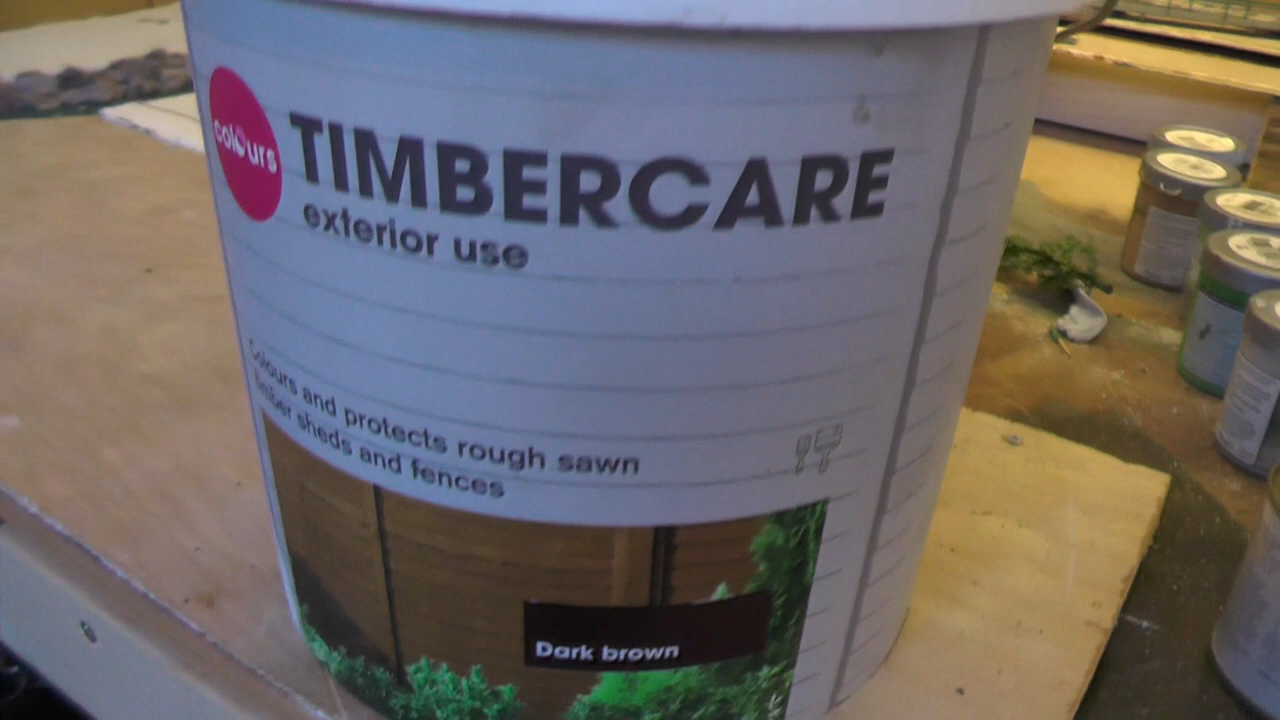 colours
TIMBERCARE
exterior use
Colours and protects rough sawn
timber sheds and fences
Dark brown